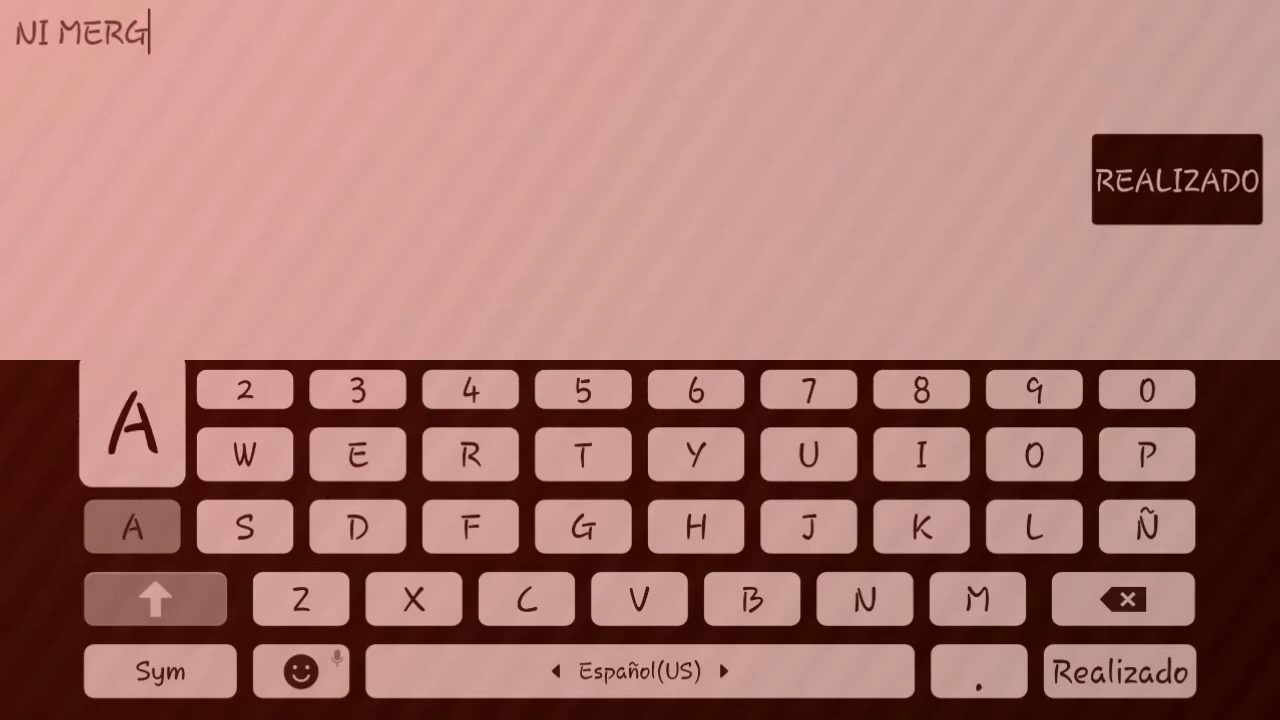 NI MERG
REALIZADO
A
2 3 4 5 6 7 8 9 0
W E R T Y U I O P
A S D F G H J K L Ñ
Z X C V B N M
Sym Español(US) . Realizado